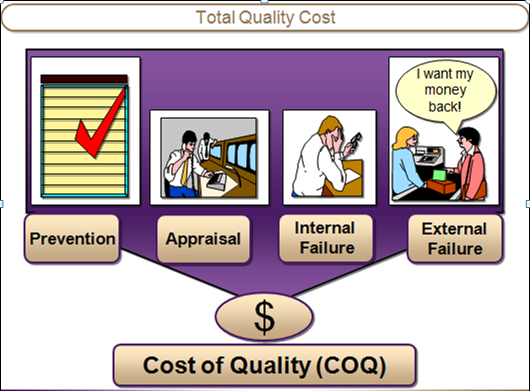 Total Quality Cost
I want my
money
back!
Prevention
Appraisal
Internal
Failure
External
Failure
$
Cost of Quality (COQ)